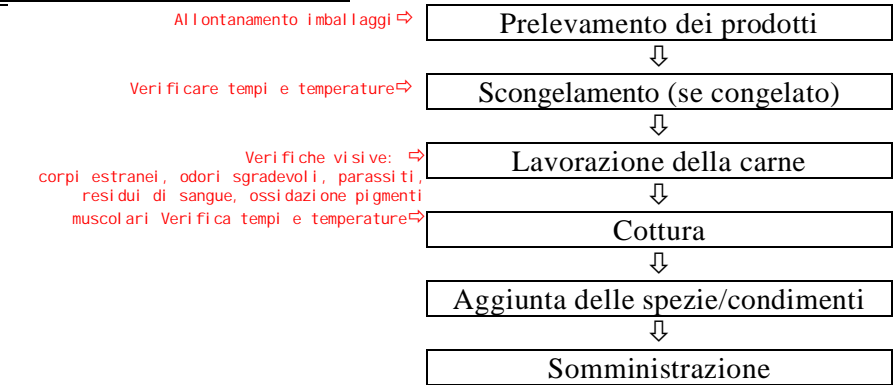 Allontanamento imballaggi⇨
Prelevamento dei prodotti
⇩
Verificare tempi e temperature⇨
Scongelamento (se congelato)
⇩
Verifiche visive: ⇨
corpi estranei, odori sgradevoli, parassiti,
residui di sangue, ossidazione pigmenti
Lavorazione della carne
⇩
muscolari Verifica tempi e temperature⇨
Cottura
⇩
Aggiunta delle spezie/condimenti
⇩
Somministrazione